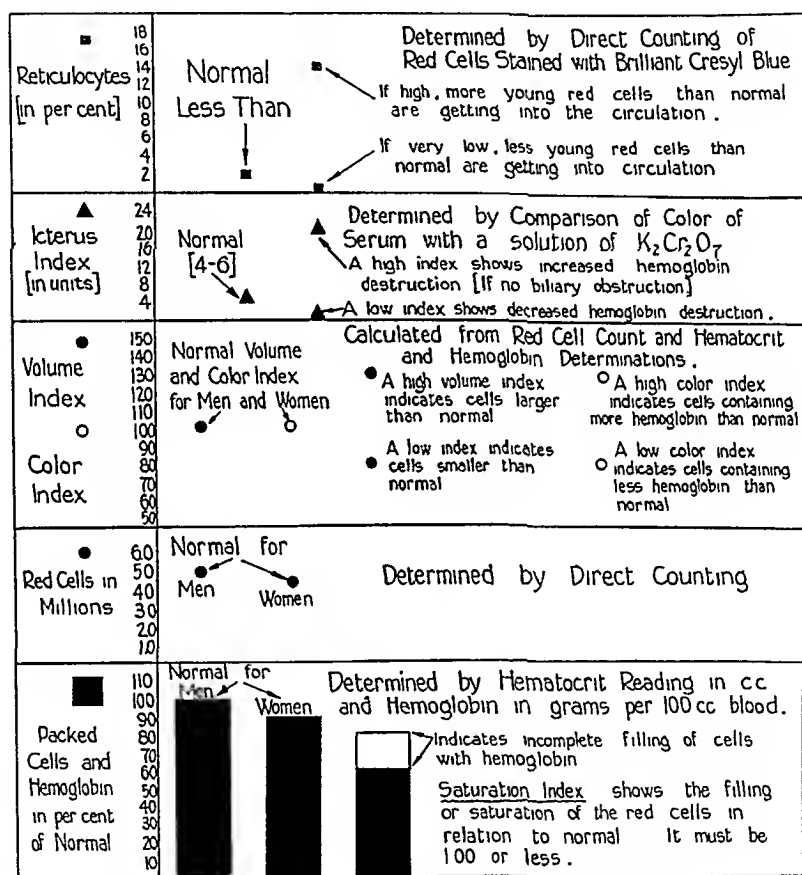 Reticulocytes
[in per cent]
18
16
14
12
10
8
6
4
2
Normal
Less Than
Determined by Direct Counting of
Red Cells Stained with Brilliant Cresyl Blue
If high, more young red cells than normal
are getting into the circulation.
If very low, less young red cells than
normal are getting into circulation
Icterus
Index
[in units]
24
20
16
12
8
4
Normal
[4-6]
Determined by Comparison of Color of
Serum with a solution of K₂Cr₂O₇
A high index shows increased hemoglobin
destruction [If no biliary obstruction]
A low index shows decreased hemoglobin destruction.
Volume
Index
Color
Index
150
140
130
120
110
100
90
80
70
60
50
Normal Volume
and Color Index
for Men and Women
Calculated from Red Cell Count and Hematocrit
and Hemoglobin Determinations.
A high volume index
indicates cells larger
than normal
A high color index
indicates cells containing
more hemoglobin than normal
A low index indicates
cells smaller than
normal
A low color index
indicates cells containing
less hemoglobin than
normal
Red Cells in
Millions
6.0
5.0
4.0
3.0
2.0
1.0
Normal for
Men
Women
Determined by Direct Counting
Packed
Cells and
Hemoglobin
in per cent
of Normal
110
100
90
80
70
60
50
40
30
20
10
Normal for
Men
Women
Determined by Hematocrit Reading in cc
and Hemoglobin in grams per 100 cc blood.
Indicates incomplete filling of cells
with hemoglobin
Saturation Index shows the filling
or saturation of the red cells in
relation to normal It must be
100 or less.